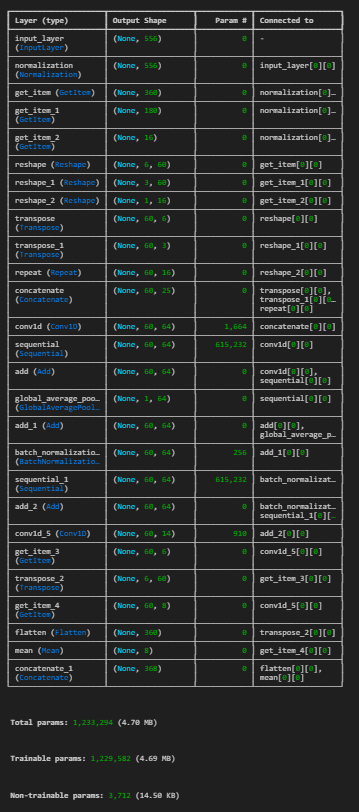 Layer (type) Output Shape Param # Connected to
input_layer (None, 556) 0 -
(InputLayer)
normalization (None, 556) 0 input_layer[0][0]
(Normalization)
get_item (GetItem) (None, 360) 0 normalization[0]…
get_item_1 (None, 180) 0 normalization[0]…
(GetItem)
get_item_2 (None, 16) 0 normalization[0]…
(GetItem)
reshape (Reshape) (None, 6, 60) 0 get_item[0][0]
reshape_1 (Reshape) (None, 3, 60) 0 get_item_1[0][0]
reshape_2 (Reshape) (None, 1, 16) 0 get_item_2[0][0]
transpose (None, 60, 6) 0 reshape[0][0]
(Transpose)
transpose_1 (None, 60, 3) 0 reshape_1[0][0]
(Transpose)
repeat (Repeat) (None, 60, 16) 0 reshape_2[0][0]
concatenate (None, 60, 25) 0 transpose[0][0],
(Concatenate) transpose_1[0][0…
repeat[0][0]
conv1d (Conv1D) (None, 60, 64) 1,664 concatenate[0][0]
sequential (None, 60, 64) 615,232 conv1d[0][0]
(Sequential)
add (Add) (None, 60, 64) 0 conv1d[0][0],
sequential[0][0]
global_average_poo… (None, 1, 64) 0 sequential[0][0]
(GlobalAveragePool…
add_1 (Add) (None, 60, 64) 0 add[0][0],
global_average_p…
batch_normalizatio… (None, 60, 64) 256 add_1[0][0]
(BatchNormalizatio…
sequential_1 (None, 60, 64) 615,232 batch_normalizat…
(Sequential)
add_2 (Add) (None, 60, 64) 0 batch_normalizat…
sequential_1[0][…
conv1d_5 (Conv1D) (None, 60, 14) 910 add_2[0][0]
get_item_3 (None, 60, 6) 0 conv1d_5[0][0]
(GetItem)
transpose_2 (None, 6, 60) 0 get_item_3[0][0]
(Transpose)
get_item_4 (None, 60, 8) 0 conv1d_5[0][0]
(GetItem)
flatten (Flatten) (None, 360) 0 transpose_2[0][0]
mean (Mean) (None, 8) 0 get_item_4[0][0]
concatenate_1 (None, 368) 0 flatten[0][0],
(Concatenate) mean[0][0]
Total params: 1,233,294 (4.70 MB)
Trainable params: 1,229,582 (4.69 MB)
Non-trainable params: 3,712 (14.50 KB)